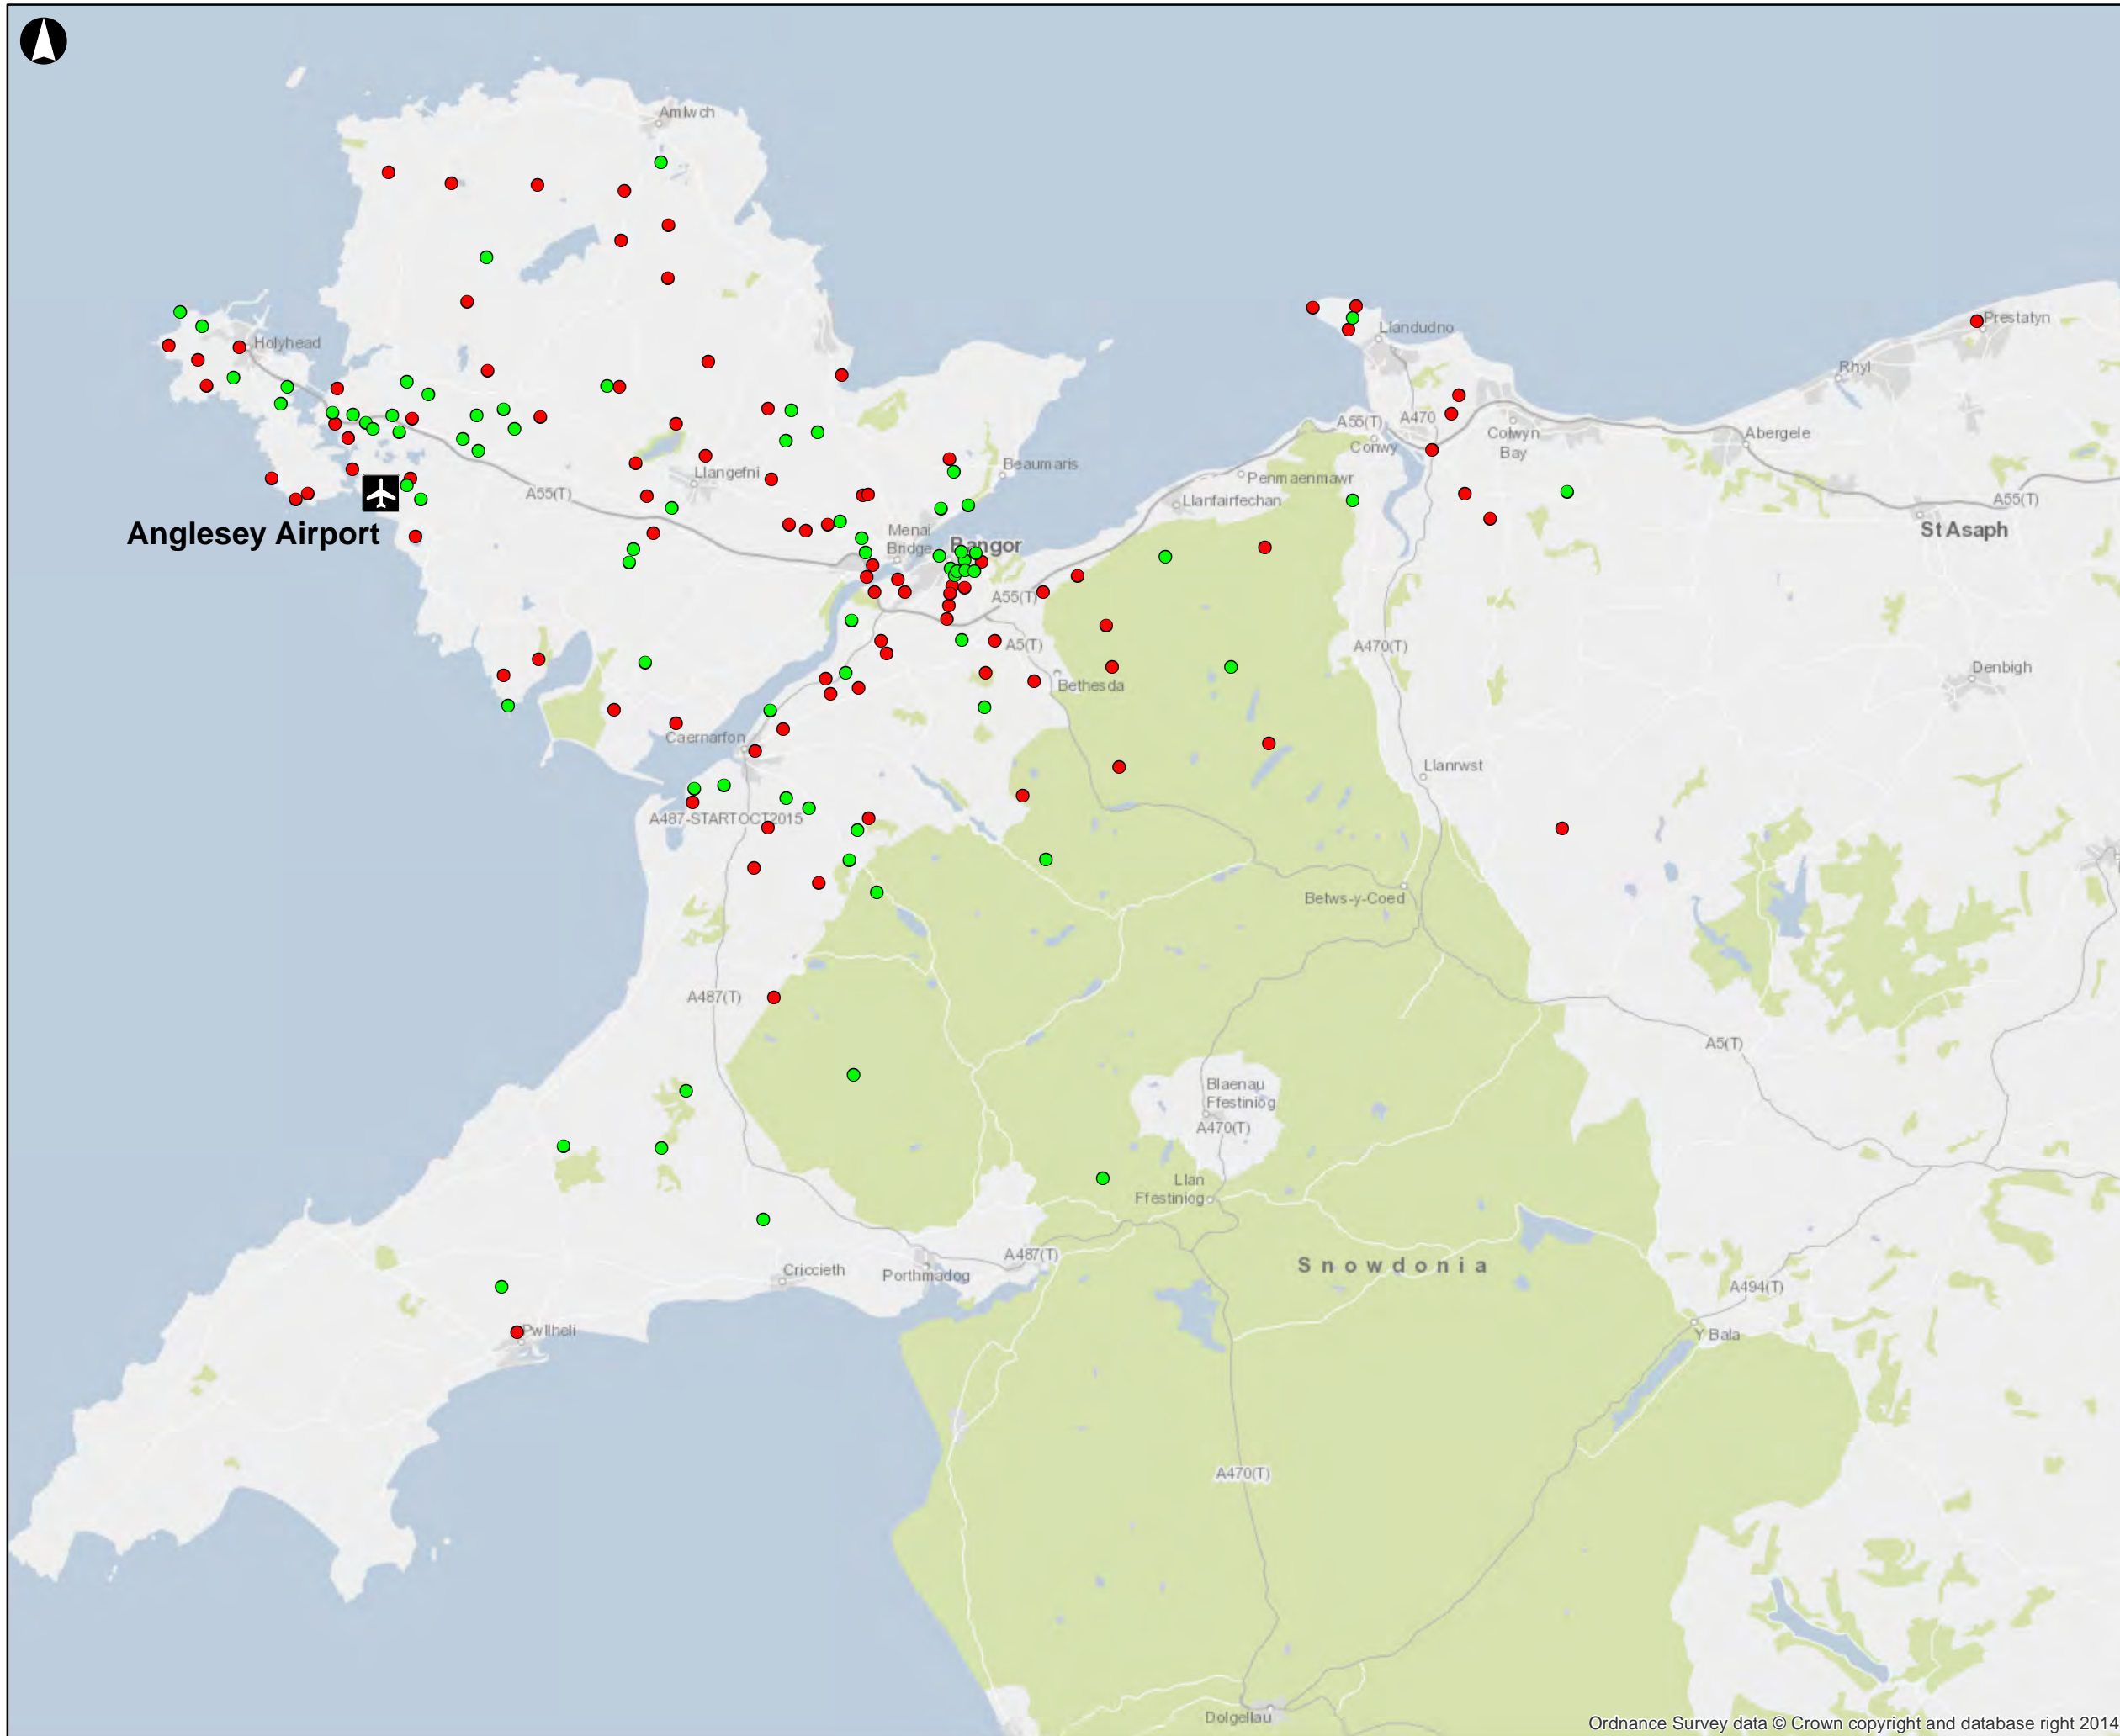 Amlwch
Holyhead
Llandudno
Prestatyn
Rhyl
A55(T)
A470
Conwy
Colwyn
Bay
Abergele
Beaumaris
Llangefni
Penmaenmawr
A55(T)
Llanfairfechan
A55(T)
St Asaph
Anglesey Airport
Menai
Bridge
Bangor
A55(T)
A5(T)
A470(T)
Denbigh
Bethesda
Caernarfon
Llanrwst
A487-STARTOCT2015
Betws-y-Coed
A487(T)
A5(T)
Blaenau
Ffestiniog
A470(T)
Llan
Ffestiniog
A487(T)
Snowdonia
Criccieth
Porthmadog
A494(T)
Pwllheli
Y Bala
A470(T)
Dolgellau
Ordnance Survey data © Crown copyright and database right 2014